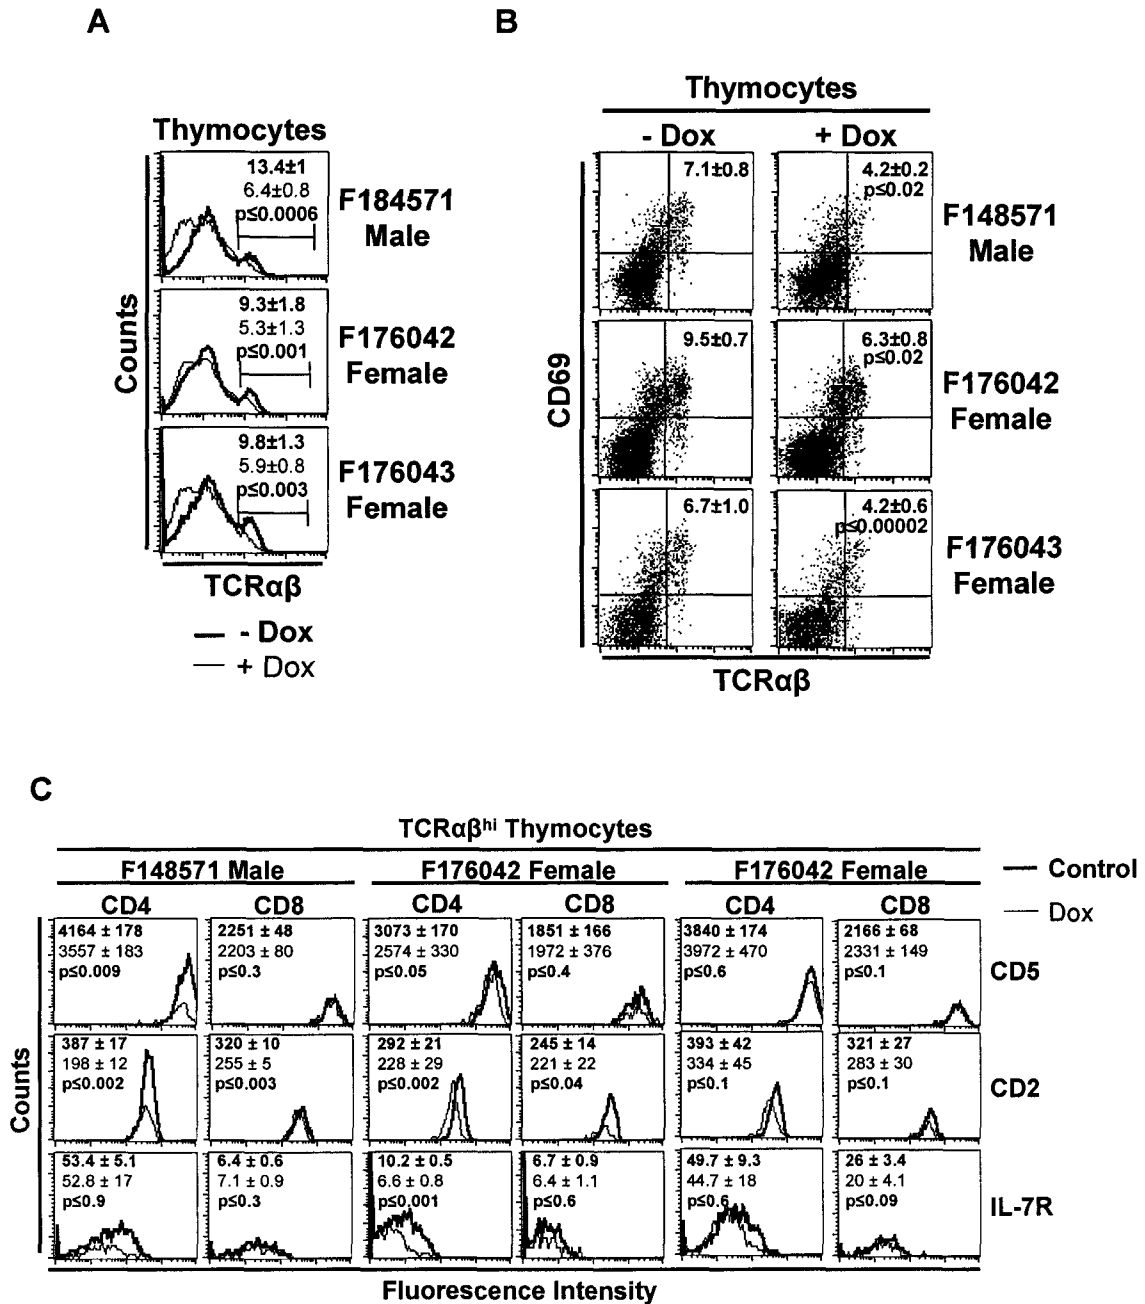 A
B
Thymocytes
13.4±1
6.4±0.8
p≤0.0006
F184571
Male
9.3±1.8
5.3±1.3
p≤0.001
F176042
Female
9.8±1.3
5.9±0.8
p≤0.003
F176043
Female
Counts
TCRαβ
- Dox
+ Dox
Thymocytes
- Dox
+ Dox
7.1±0.8
4.2±0.2
p≤0.02
F148571
Male
9.5±0.7
6.3±0.8
p≤0.02
F176042
Female
6.7±1.0
4.2±0.6
p≤0.00002
F176043
Female
CD69
TCRαβ
C
TCRαβhi Thymocytes
F148571 Male
F176042 Female
F176042 Female
Control
Dox
CD4
CD8
CD4
CD8
CD4
CD8
4164 ± 178
3557 ± 183
p≤0.009
2251 ± 48
2203 ± 80
p≤0.3
3073 ± 170
2574 ± 330
p≤0.05
1851 ± 166
1972 ± 376
p≤0.4
3840 ± 174
3972 ± 470
p≤0.6
2166 ± 68
2331 ± 149
p≤0.1
CD5
387 ± 17
198 ± 12
p≤0.002
320 ± 10
255 ± 5
p≤0.003
292 ± 21
228 ± 29
p≤0.002
245 ± 14
221 ± 22
p≤0.04
393 ± 42
334 ± 45
p≤0.1
321 ± 27
283 ± 30
p≤0.1
CD2
53.4 ± 5.1
52.8 ± 17
p≤0.9
6.4 ± 0.6
7.1 ± 0.9
p≤0.3
10.2 ± 0.5
6.6 ± 0.8
p≤0.001
6.7 ± 0.9
6.4 ± 1.1
p≤0.6
49.7 ± 9.3
44.7 ± 18
p≤0.6
26 ± 3.4
20 ± 4.1
p≤0.09
IL-7R
Counts
Fluorescence Intensity